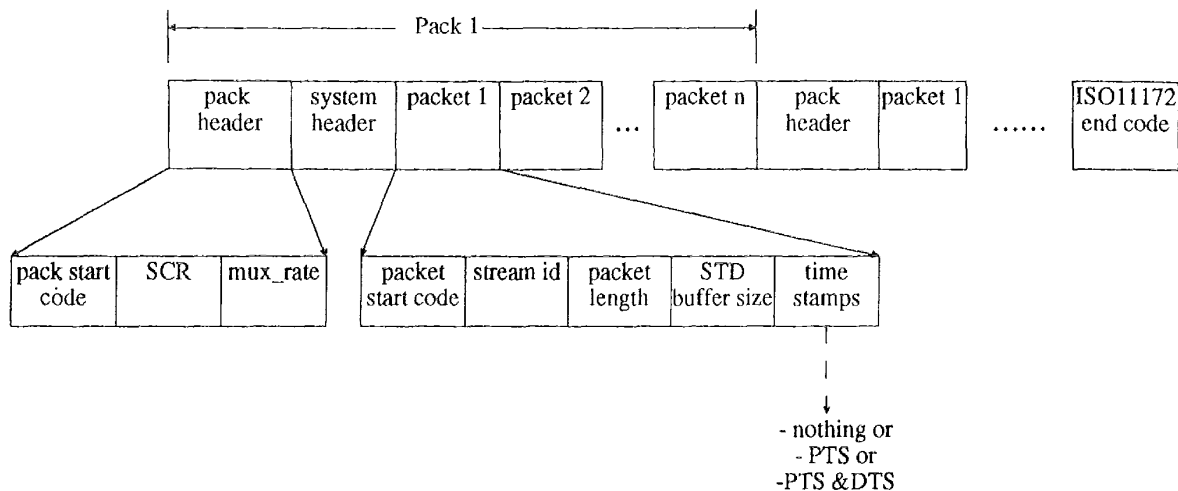 Pack 1
pack header
system header
packet 1
packet 2
...
packet n
pack header
packet 1
......
ISO11172 end code
pack start code
SCR
mux_rate
packet start code
stream id
packet length
STD buffer size
time stamps
- nothing or
- PTS or
-PTS &DTS